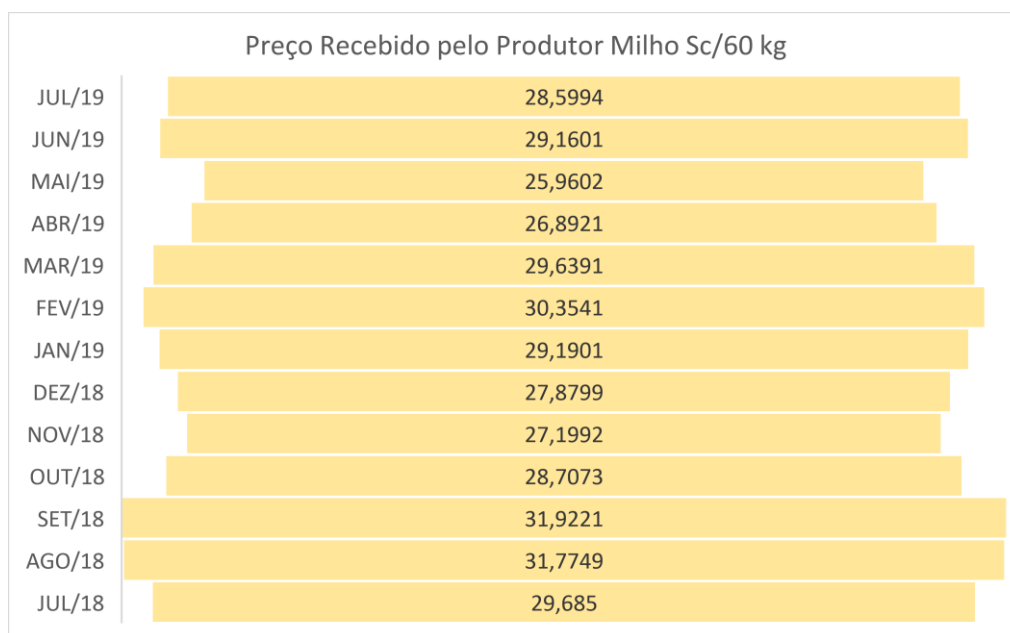 Preço Recebido pelo Produtor Milho Sc/60 kg
JUL/19 28,5994
JUN/19 29,1601
MAI/19 25,9602
ABR/19 26,8921
MAR/19 29,6391
FEV/19 30,3541
JAN/19 29,1901
DEZ/18 27,8799
NOV/18 27,1992
OUT/18 28,7073
SET/18 31,9221
AGO/18 31,7749
JUL/18 29,685